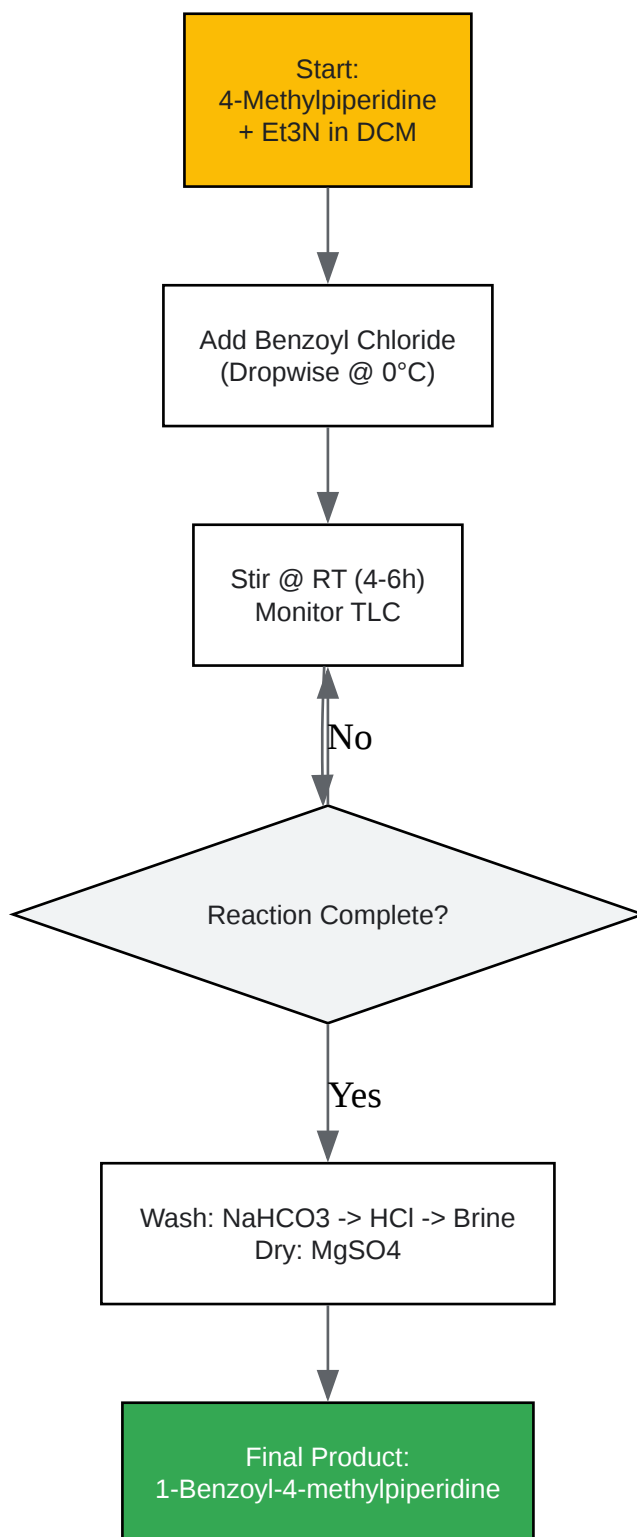 Start:
4-Methylpiperidine
+ Et3N in DCM
Add Benzoyl Chloride
(Dropwise @ 0°C)
Stir @ RT (4-6h)
Monitor TLC
No
Reaction Complete?
Yes
Wash: NaHCO3 -> HCl -> Brine
Dry: MgSO4
Final Product:
1-Benzoyl-4-methylpiperidine